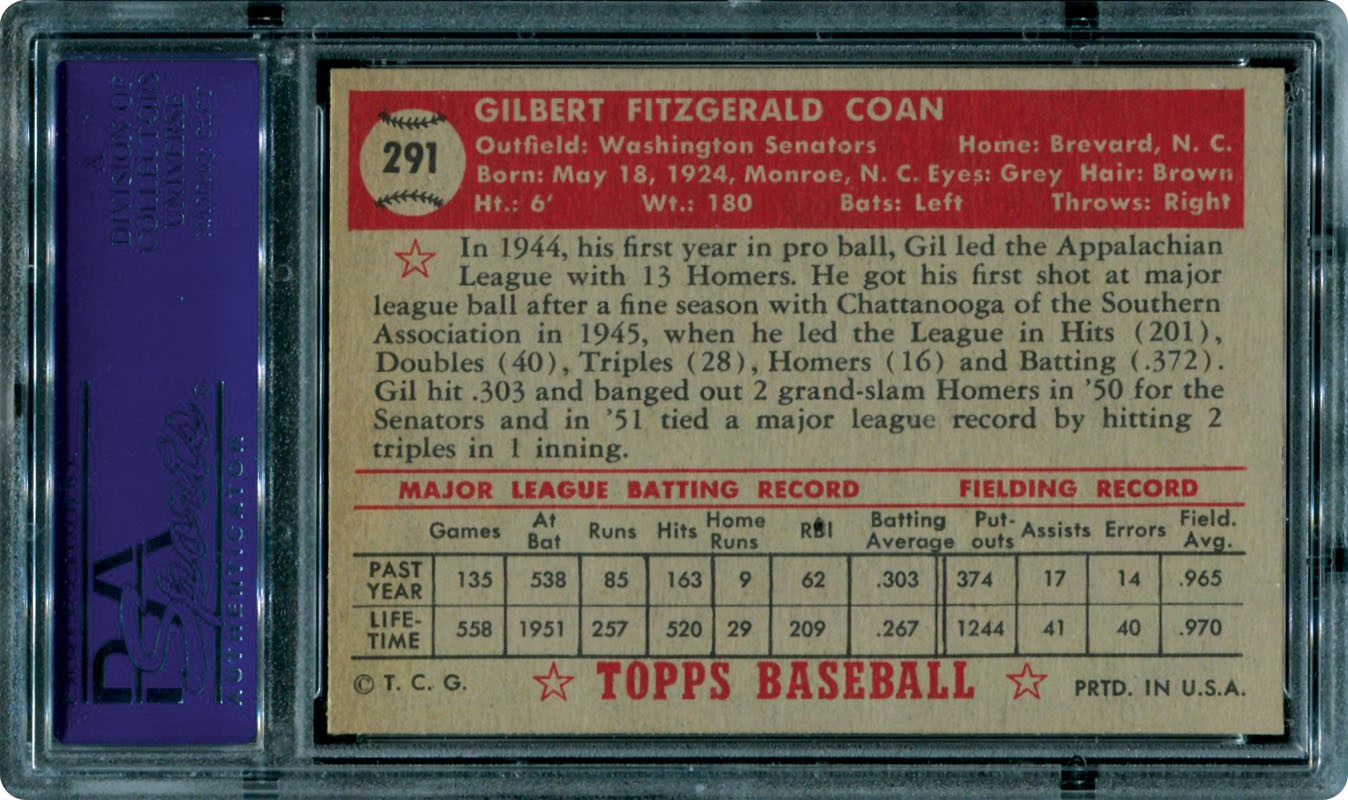 A
DIVISION OF
COLLECTORS
UNIVERSE
NASDAQ: CLCT
PSA
Sports®
AUTHENTICATOR
291
GILBERT FITZGERALD COAN
Outfield: Washington Senators Home: Brevard, N. C.
Born: May 18, 1924, Monroe, N. C. Eyes: Grey Hair: Brown
Ht.: 6' Wt.: 180 Bats: Left Throws: Right
In 1944, his first year in pro ball, Gil led the Appalachian
League with 13 Homers. He got his first shot at major
league ball after a fine season with Chattanooga of the Southern
Association in 1945, when he led the League in Hits (201),
Doubles (40), Triples (28), Homers (16) and Batting (.372).
Gil hit .303 and banged out 2 grand-slam Homers in '50 for the
Senators and in '51 tied a major league record by hitting 2
triples in 1 inning.
MAJOR LEAGUE BATTING RECORD FIELDING RECORD
Games At Bat Runs Hits Home Runs RBI Batting Average Put-outs Assists Errors Field. Avg.
PAST YEAR 135 538 85 163 9 62 .303 374 17 14 .965
LIFE-TIME 558 1951 257 520 29 209 .267 1244 41 40 .970
© T. C. G. TOPPS BASEBALL PRTD. IN U.S.A.